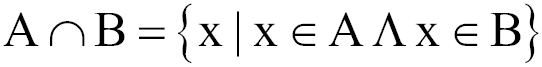 A ∩ B = {x | x ∈ A Λ x ∈ B}